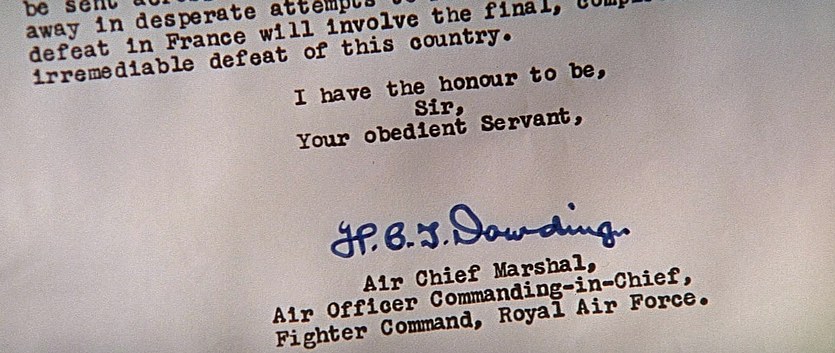 be sent
away in desperate attempts
defeat in France will involve the final,
irremediable defeat of this country.
I have the honour to be,
Sir,
Your obedient Servant,
H.C.T. Dowding.
Air Chief Marshal,
Air Officer Commanding-in-Chief,
Fighter Command, Royal Air Force.